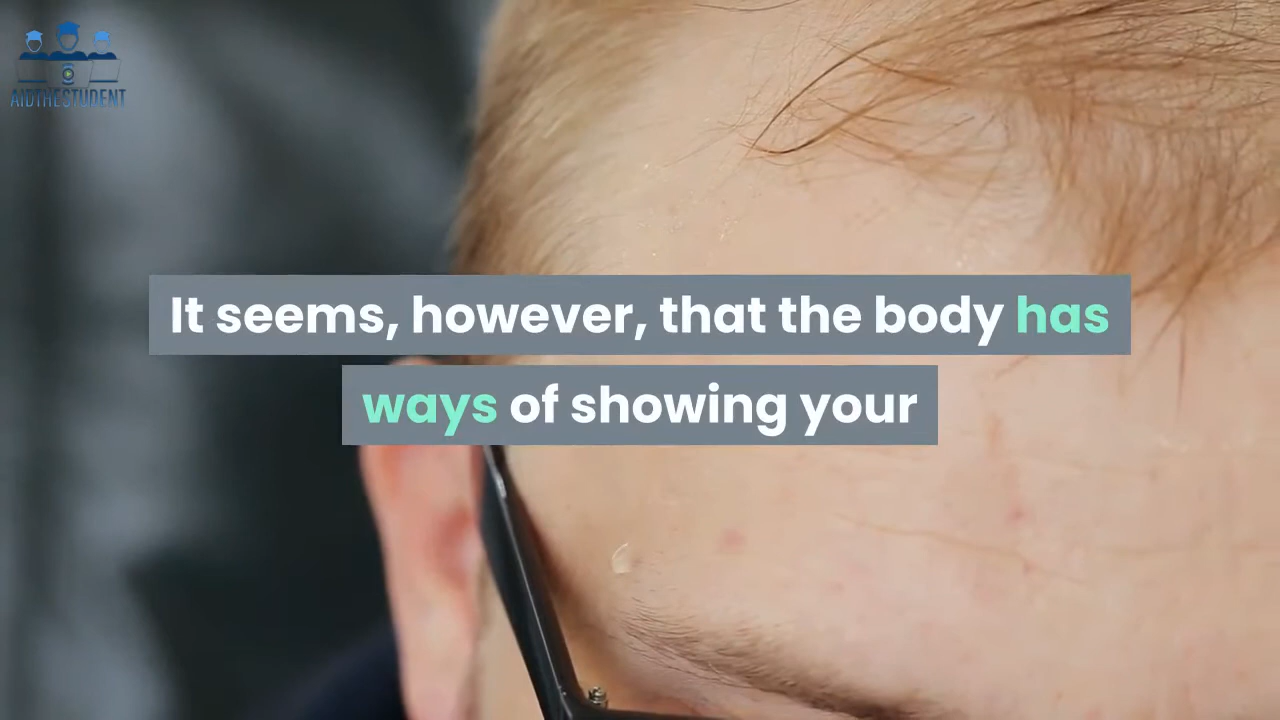 AIDTHESTUDENT
It seems, however, that the body has
ways of showing your